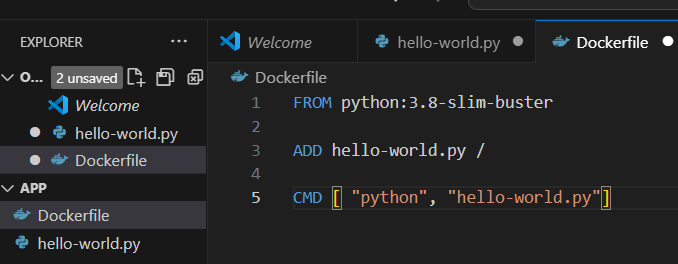 EXPLORER ...
O... 2 unsaved
Welcome
hello-world.py
Dockerfile
APP
Dockerfile
hello-world.py
Welcome hello-world.py Dockerfile
Dockerfile
1 FROM python:3.8-slim-buster
2
3 ADD hello-world.py /
4
5 CMD [ "python", "hello-world.py"]